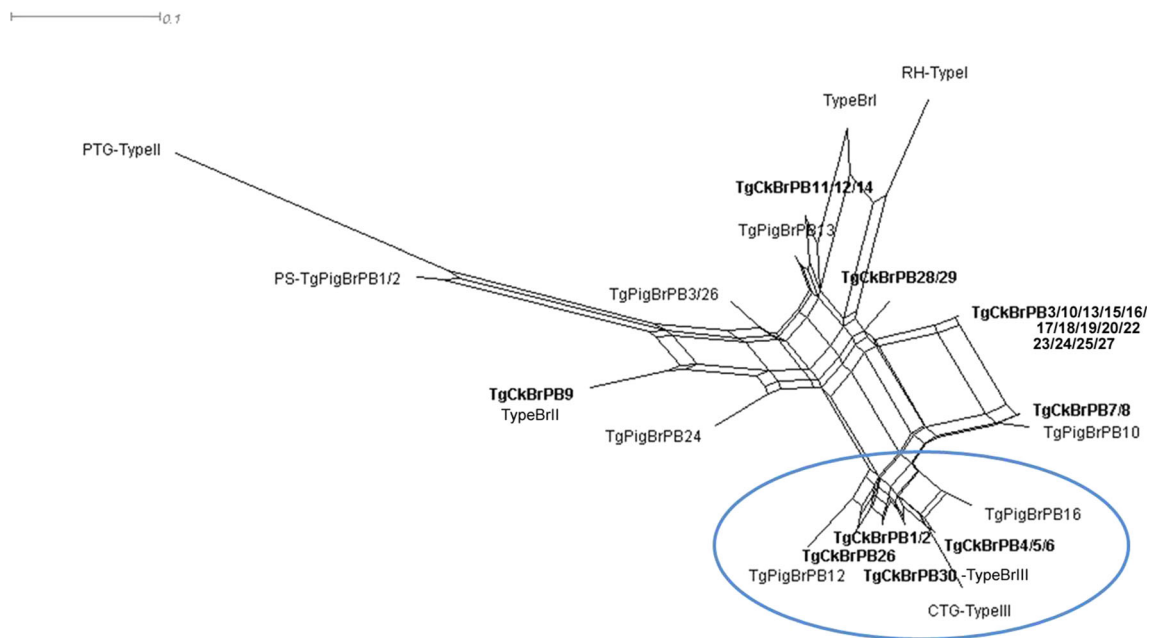 0.1
RH-TypeI
TypeBrI
PTG-TypeII
TgCkBrPB11/12/14
TgPigBrPB13
TgCkBrPB28/29
PS-TgPigBrPB1/2
TgPigBrPB3/26
TgCkBrPB3/10/13/15/16/
17/18/19/20/22
23/24/25/27
TgCkBrPB9
TypeBrII
TgPigBrPB24
TgCkBrPB7/8
TgPigBrPB10
TgPigBrPB16
TgCkBrPB1/2
TgCkBrPB4/5/6
TgCkBrPB26
TgPigBrPB12
TgCkBrPB30-TypeBrIII
CTG-TypeIII